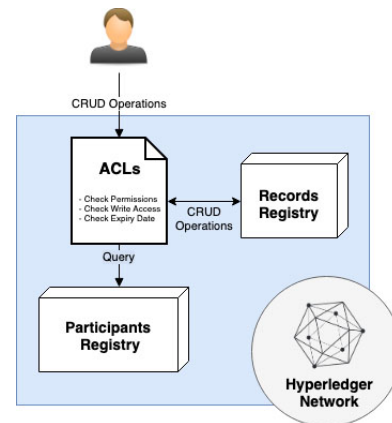 CRUD Operations
ACLs
- Check Permissions
- Check Write Access
- Check Expiry Date
CRUD
Operations
Records
Registry
Query
Participants
Registry
Hyperledger
Network